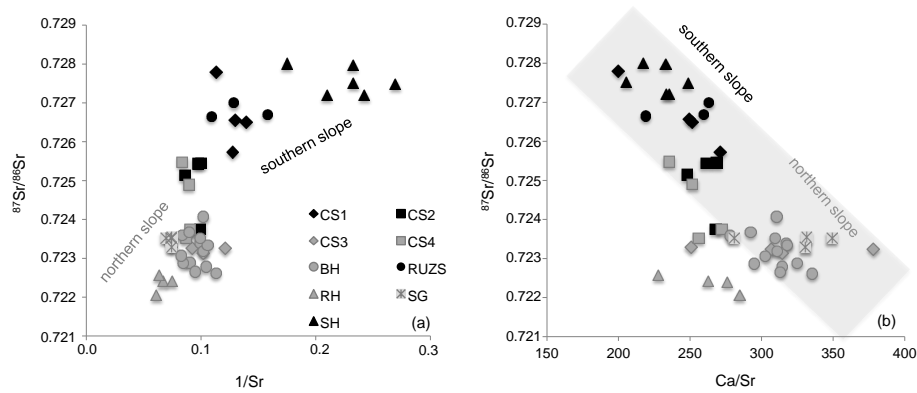 0.729
0.728
0.727
0.726
0.725
0.724
0.723
0.722
0.721
0.0
0.1
0.2
0.3
87Sr/86Sr
1/Sr
northern slope
southern slope
CS1
CS2
CS3
CS4
BH
RUZS
RH
SG
SH
(a)
0.729
0.728
0.727
0.726
0.725
0.724
0.723
0.722
0.721
150
200
250
300
350
400
87Sr/86Sr
Ca/Sr
southern slope
northern slope
(b)